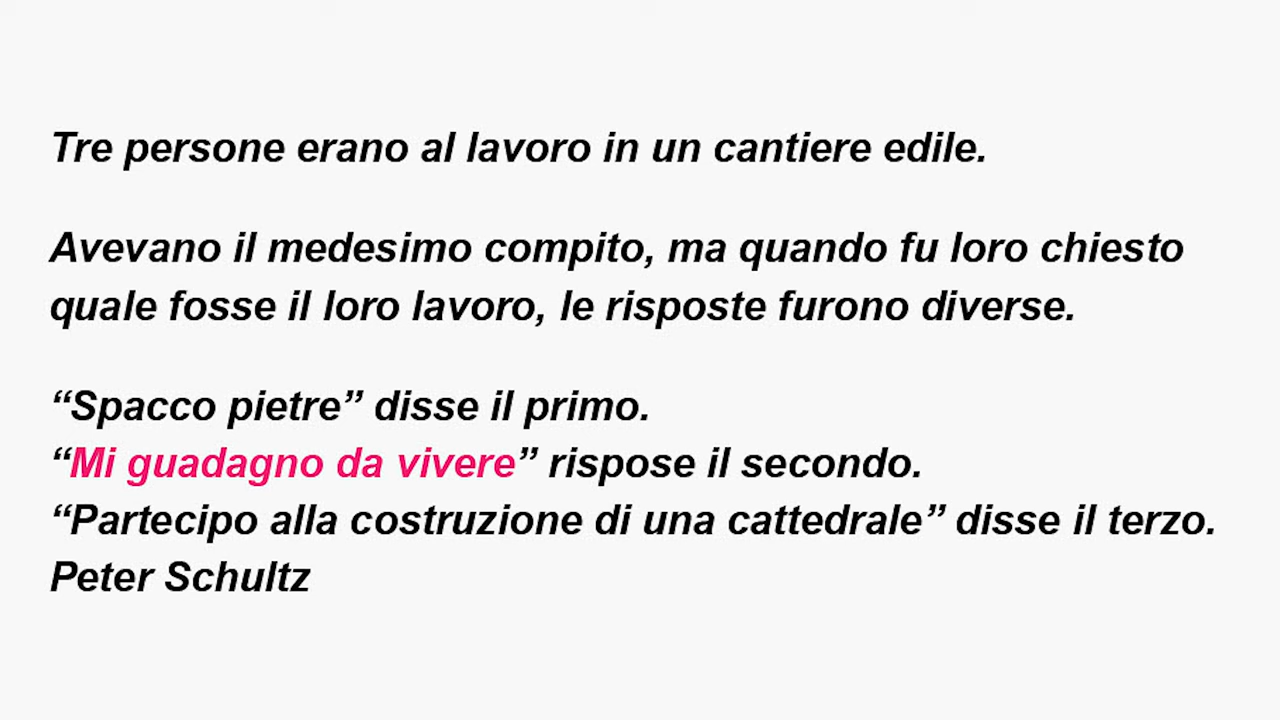 Tre persone erano al lavoro in un cantiere edile.
Avevano il medesimo compito, ma quando fu loro chiesto
quale fosse il loro lavoro, le risposte furono diverse.
“Spacco pietre” disse il primo.
“Mi guadagno da vivere” rispose il secondo.
“Partecipo alla costruzione di una cattedrale” disse il terzo.
Peter Schultz